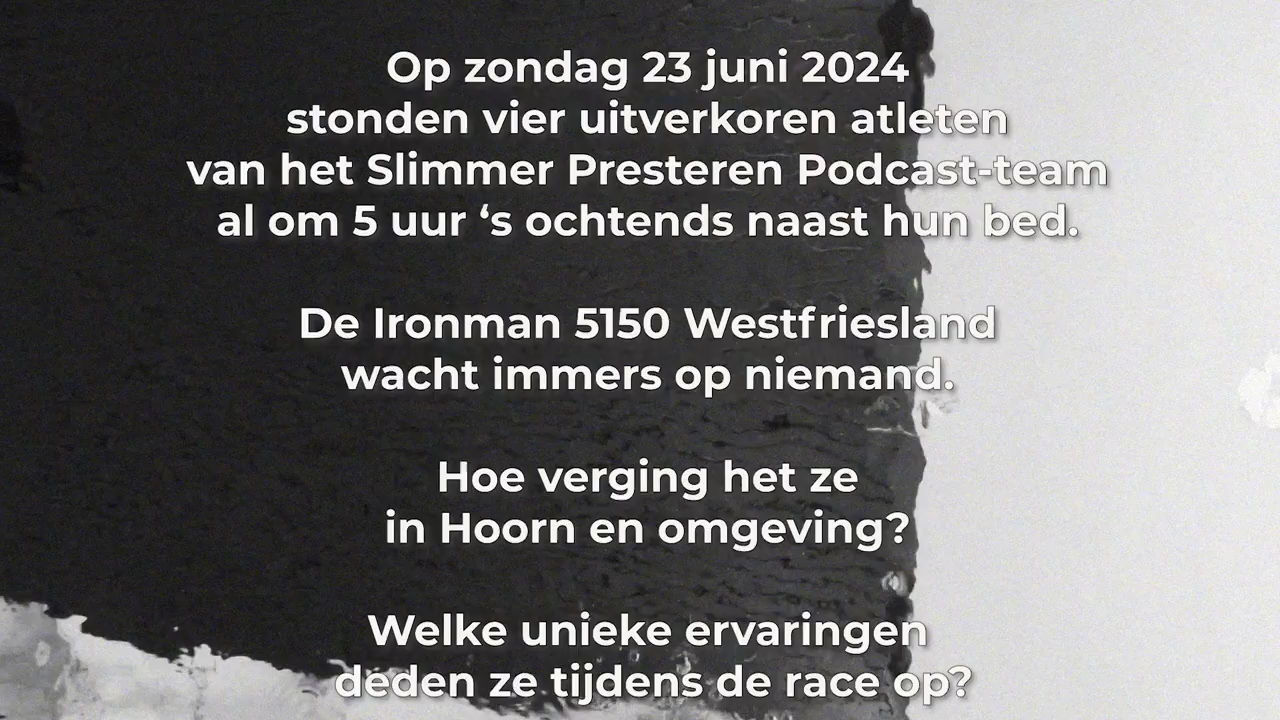 Op zondag 23 juni 2024
stonden vier uitverkoren atleten
van het Slimmer Presteren Podcast-team
al om 5 uur ‘s ochtends naast hun bed.
De Ironman 5150 Westfriesland
wacht immers op niemand.
Hoe verging het ze
in Hoorn en omgeving?
Welke unieke ervaringen
deden ze tijdens de race op?